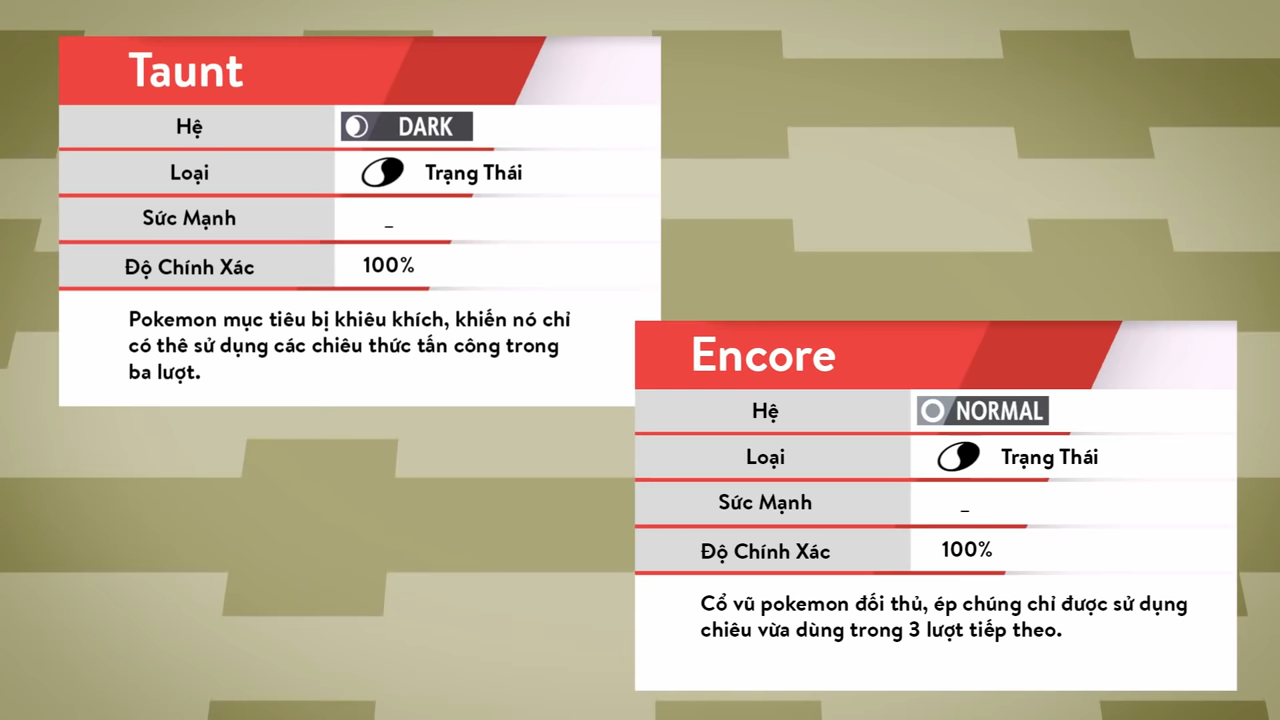 Taunt
Hệ DARK
Loại Trạng Thái
Sức Mạnh _
Độ Chính Xác 100%
Pokemon mục tiêu bị khiêu khích, khiến nó chỉ
có thê sử dụng các chiêu thức tấn công trong
ba lượt.
Encore
Hệ NORMAL
Loại Trạng Thái
Sức Mạnh _
Độ Chính Xác 100%
Cổ vũ pokemon đối thủ, ép chúng chỉ được sử dụng
chiêu vừa dùng trong 3 lượt tiếp theo.